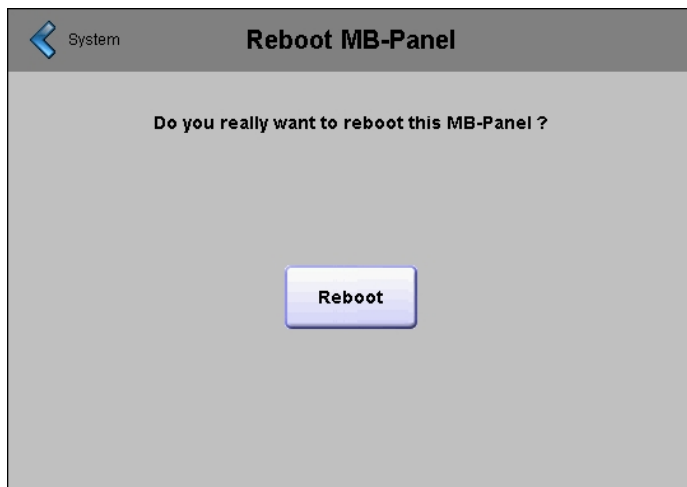 System
Reboot MB-Panel
Do you really want to reboot this MB-Panel ?
Reboot